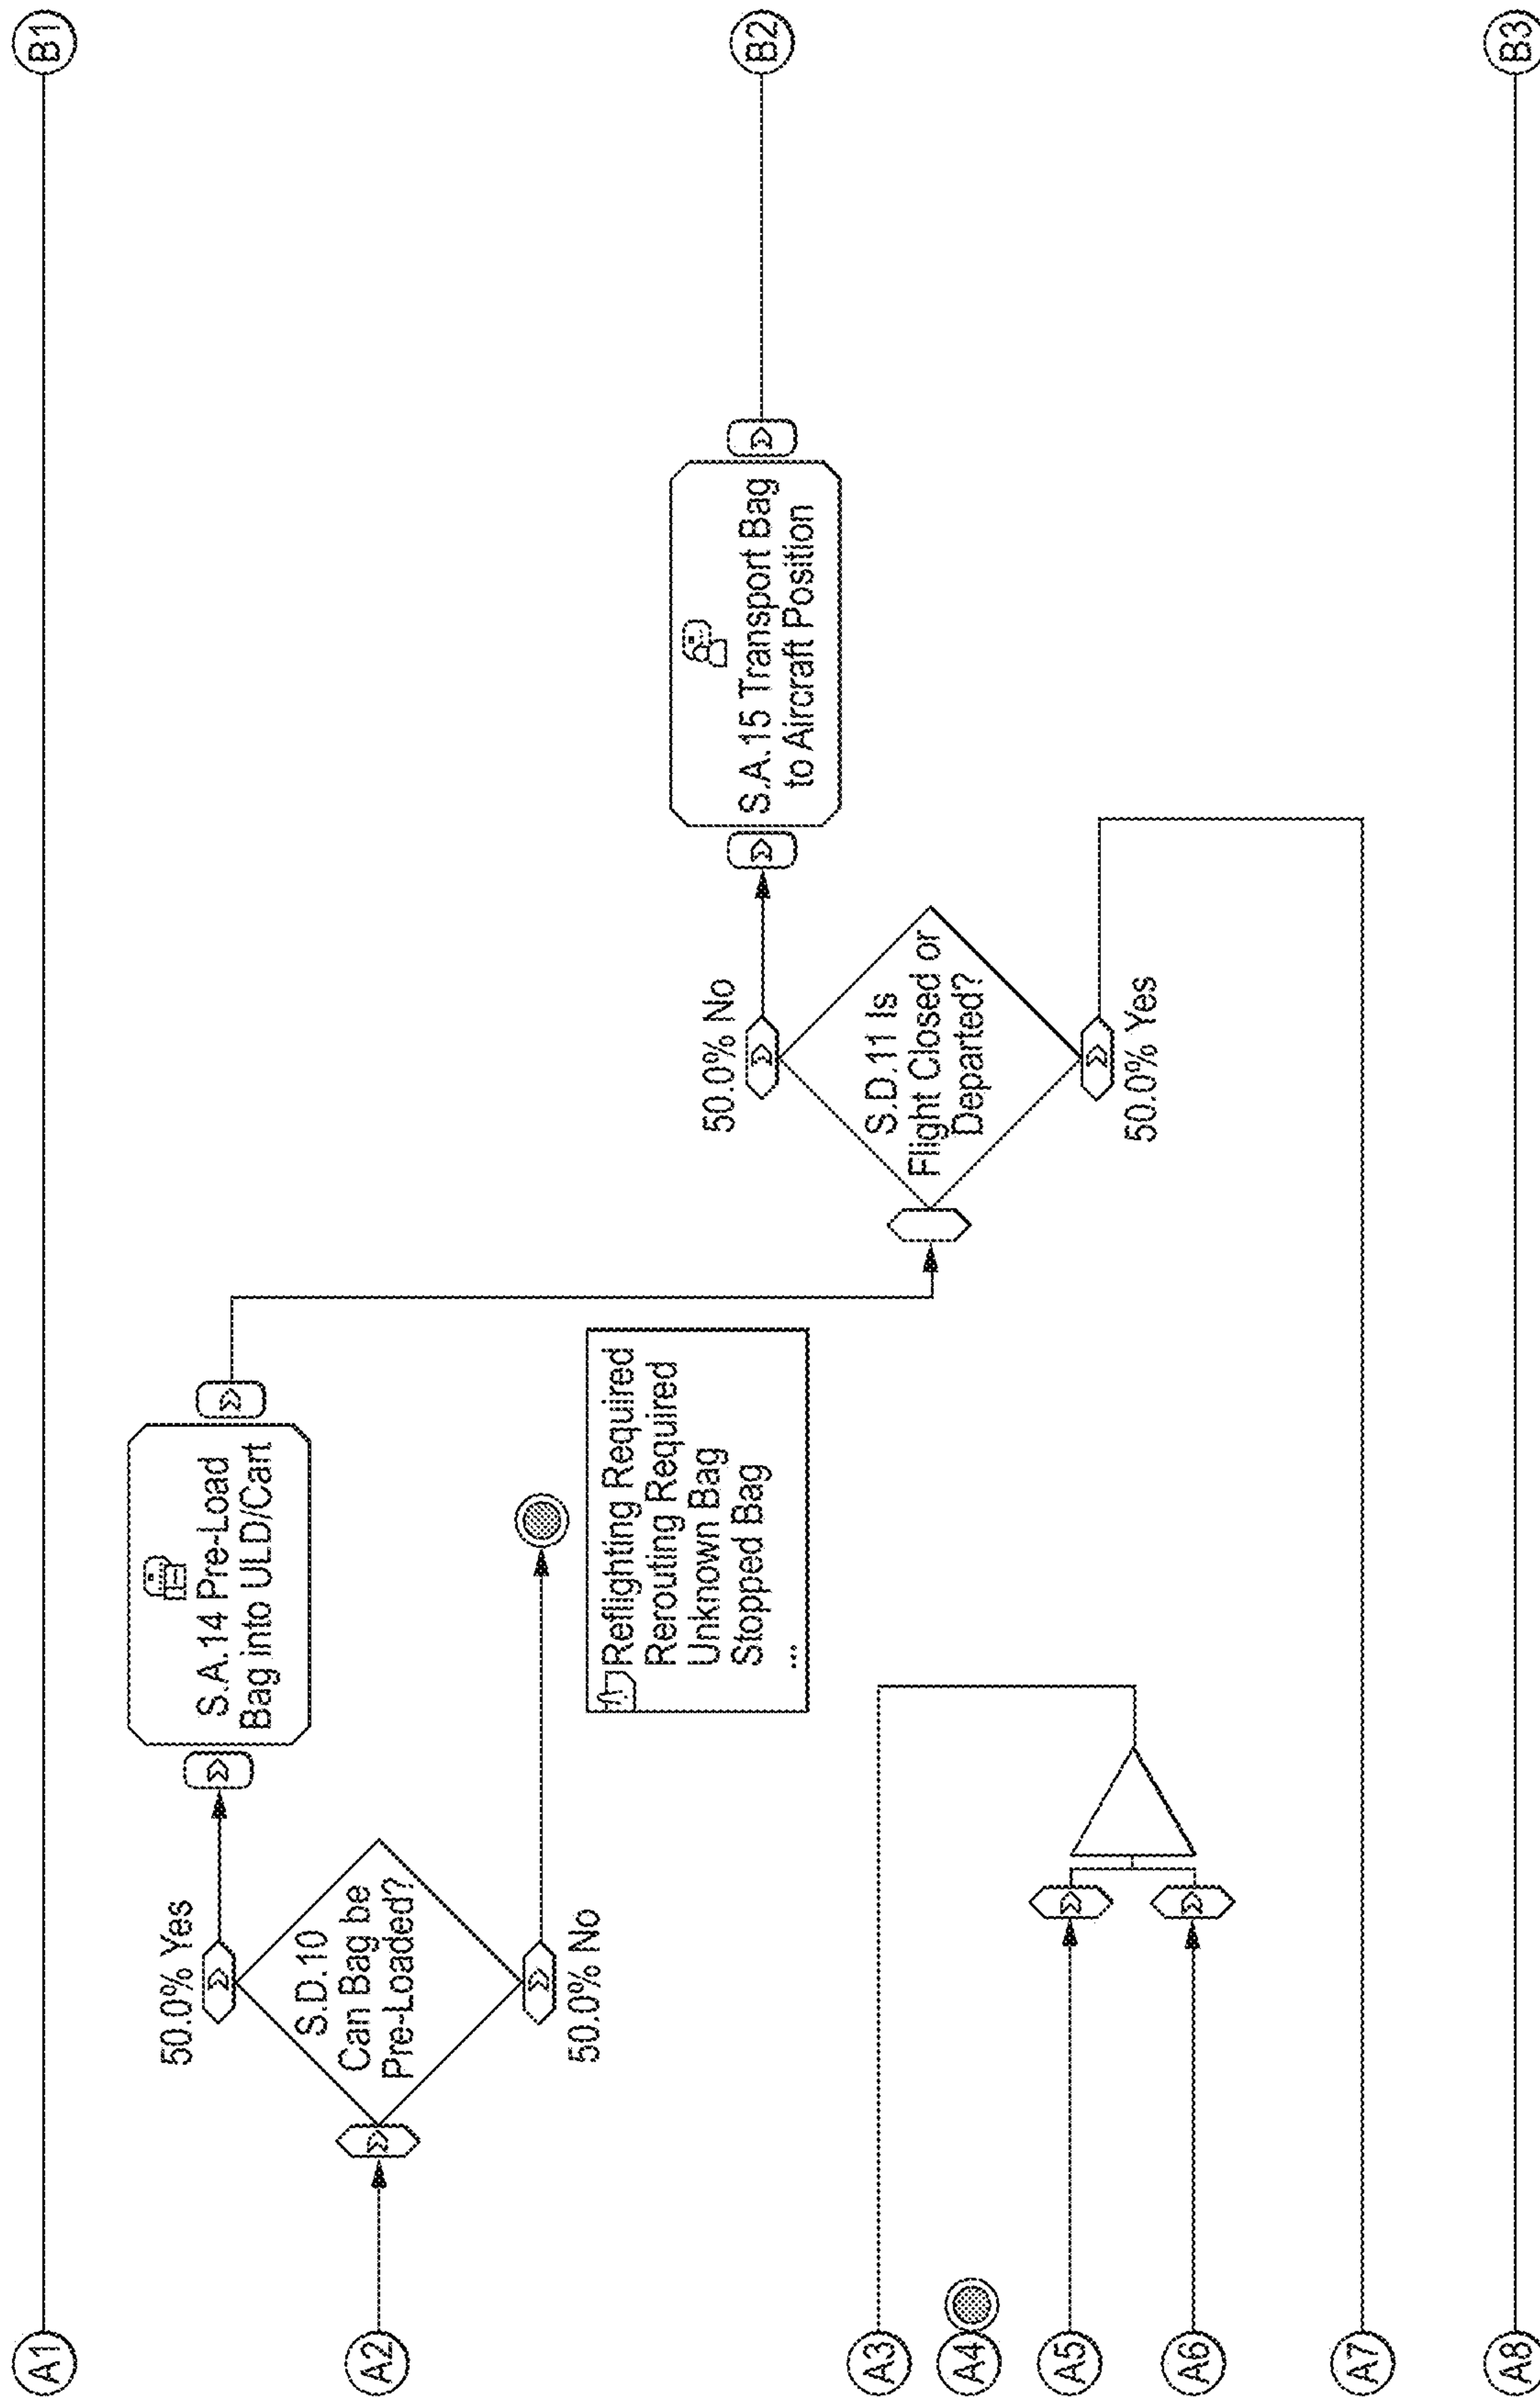 A1
B1
50.0% Yes
S.A.14 Pre-Load
Bag into ULD/Cart
A2
S.D.10
Can Bag be
Pre-Loaded?
50.0% No
Reflighting Required
Rerouting Required
Unknown Bag
Stopped Bag
...
50.0% No
S.A.15 Transport Bag
to Aircraft Position
B2
S.D.11 Is
Flight Closed or
Departed?
50.0% Yes
A3
A4
A5
A6
A7
A8
B3